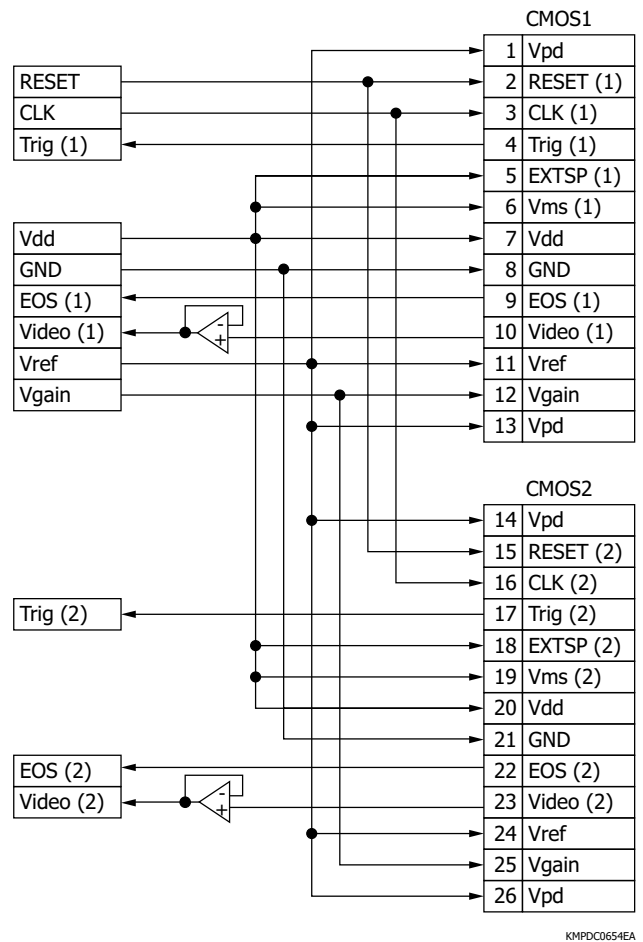 CMOS1
1 Vpd
RESET 2 RESET (1)
CLK 3 CLK (1)
Trig (1) 4 Trig (1)
5 EXTSP (1)
6 Vms (1)
Vdd 7 Vdd
GND 8 GND
EOS (1) 9 EOS (1)
Video (1) - + 10 Video (1)
Vref 11 Vref
Vgain 12 Vgain
13 Vpd
CMOS2
14 Vpd
15 RESET (2)
16 CLK (2)
Trig (2) 17 Trig (2)
18 EXTSP (2)
19 Vms (2)
20 Vdd
21 GND
EOS (2) 22 EOS (2)
Video (2) - + 23 Video (2)
24 Vref
25 Vgain
26 Vpd
KMPDC0654EA